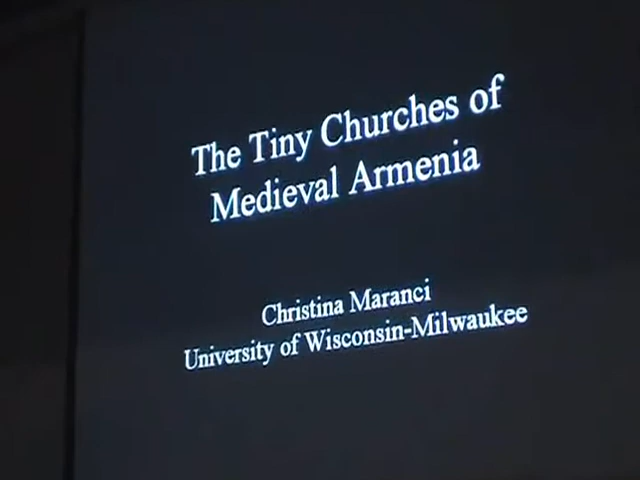 The Tiny Churches of
Medieval Armenia
Christina Maranci
University of Wisconsin-Milwaukee